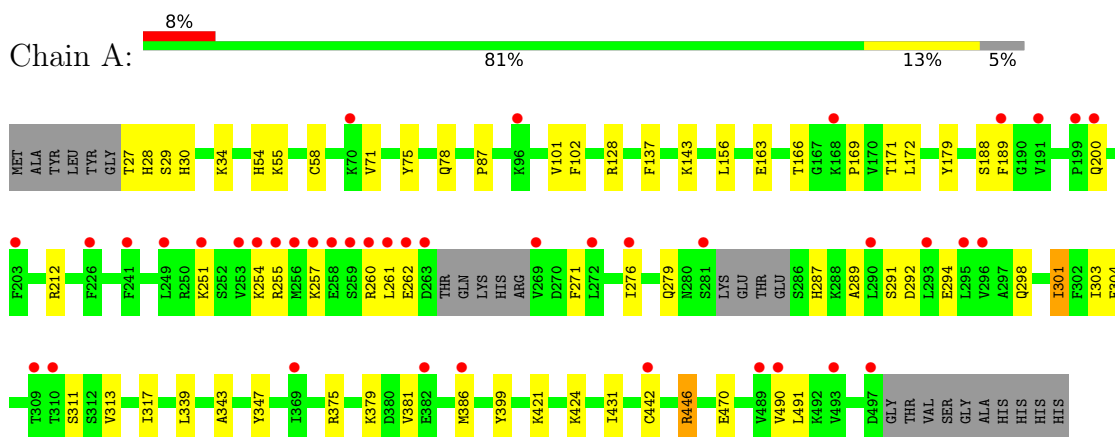 8%
Chain A:
81% 13% 5%
MET ALA TYR LEU TYR GLY T27 H28 S29 H30 K34 H54 K55 C58 K70 V71 Y75 Q78 P87 K96 V101 F102 R128 F137 K143 L156 E163 T166 G167 K168 P169 V170 T171 L172 Y179 S188 F189 G190 V191 P199 Q200
F203 R212 F226 F241 L249 R250 K251 S252 V253 K254 R255 M256 K257 E258 S259 R260 L261 E262 D263 THR GLN LYS HIS ARG V269 D270 F271 L272 I276 Q279 N280 S281 LYS GLU THR GLU S286 H287 K288 A289 L290 S291 D292 L293 E294 L295 V296 A297 Q298 I301 F302 I303
T309 T310 S311 S312 V313 I317 L339 A343 Y347 I369 R375 K379 D380 V381 E382 M386 Y399 K421 K424 I431 C442 R446 E470 V489 V490 L491 K492 V493 D497 GLY THR VAL SER GLY ALA HIS HIS HIS HIS HIS